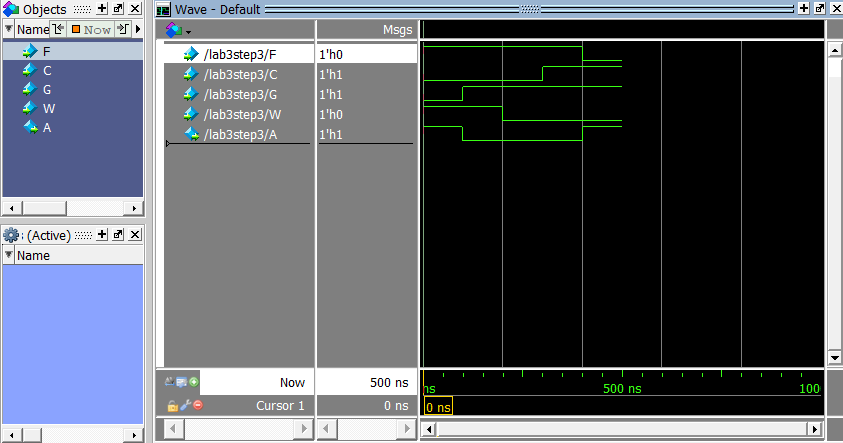 Objects
Name
Now
F
C
G
W
A
(Active)
Name
Wave - Default
Msgs
/lab3step3/F 1'h0
/lab3step3/C 1'h1
/lab3step3/G 1'h1
/lab3step3/W 1'h0
/lab3step3/A 1'h1
Now 500 ns
ns 500 ns 100
Cursor 1 0 ns
0 ns